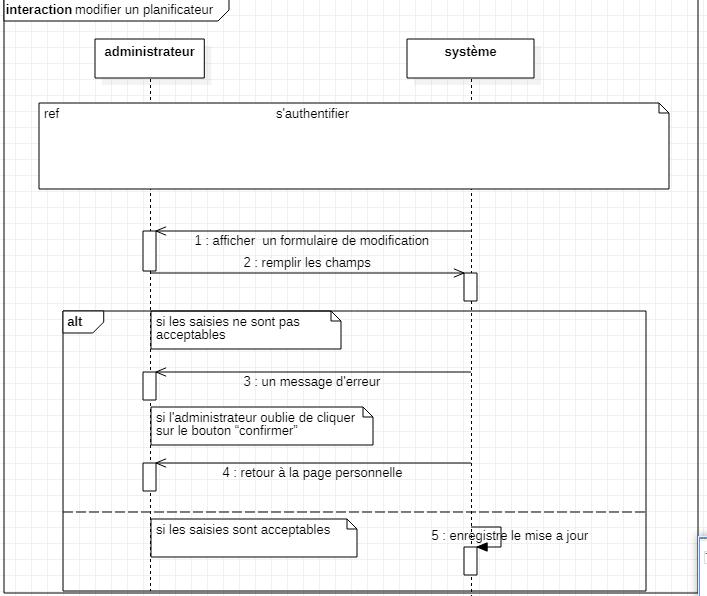 interaction modifier un planificateur
administrateur
système
ref
s'authentifier
1 : afficher un formulaire de modification
2 : remplir les champs
alt
si les saisies ne sont pas
acceptables
3 : un message d'erreur
si l'administrateur oublie de cliquer
sur le bouton “confirmer”
4 : retour à la page personnelle
si les saisies sont acceptables
5 : enregistre le mise a jour